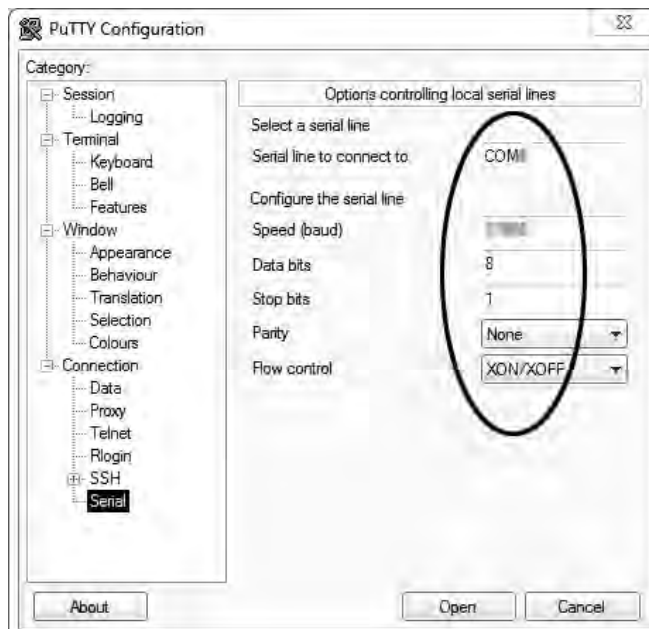 PuTTY Configuration
Category:
Session
Logging
Terminal
Keyboard
Bell
Features
Window
Appearance
Behaviour
Translation
Selection
Colours
Connection
Data
Proxy
Telnet
Rlogin
SSH
Serial
Options controlling local serial lines
Select a serial line
Serial line to connect to
Configure the serial line
Speed (baud)
Data bits 8
Stop bits 1
Parity None
Flow control XON/XOFF
About Open Cancel